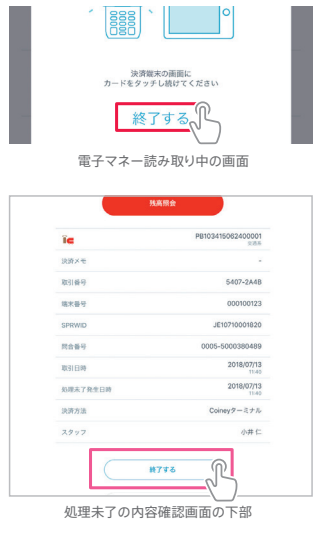 決済端末の画面に
カードをタッチし続けてください
終了する
電子マネー読み取り中の画面
残高照会
PB103415062400001
決済メモ -
取引番号 5407-2A4B
端末番号 000100123
SPRWID JE10710001820
問合番号 0005-5000380489
取引日時 2018/07/13
11:40
処理未了発生日時 2018/07/13
11:40
決済方法 Coineyターミナル
スタッフ 小井 仁
終了する
処理未了の内容確認画面の下部